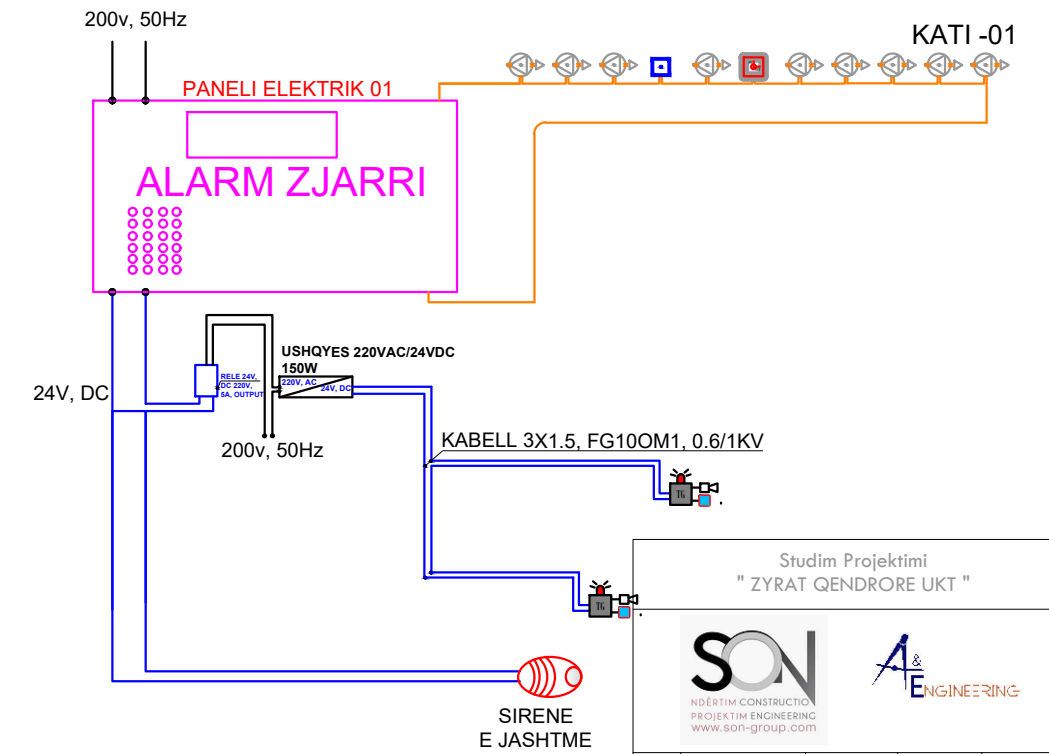 200v, 50Hz
KATI -01
PANELI ELEKTRIK 01
ALARM ZJARRI
24V, DC
RELE 24V,
DC 220V,
5A, OUTPUT
USHQYES 220VAC/24VDC
150W
220V, AC
24V, DC
200v, 50Hz
KABELL 3X1.5, FG10OM1, 0.6/1KV
TG
TG
SIRENE
E JASHTME
Studim Projektimi
" ZYRAT QENDRORE UKT "
SON
NDËRTIM CONSTRUCTIO
PROJEKTIM ENGINEERING
www.son-group.com
A &
ENGINEERING